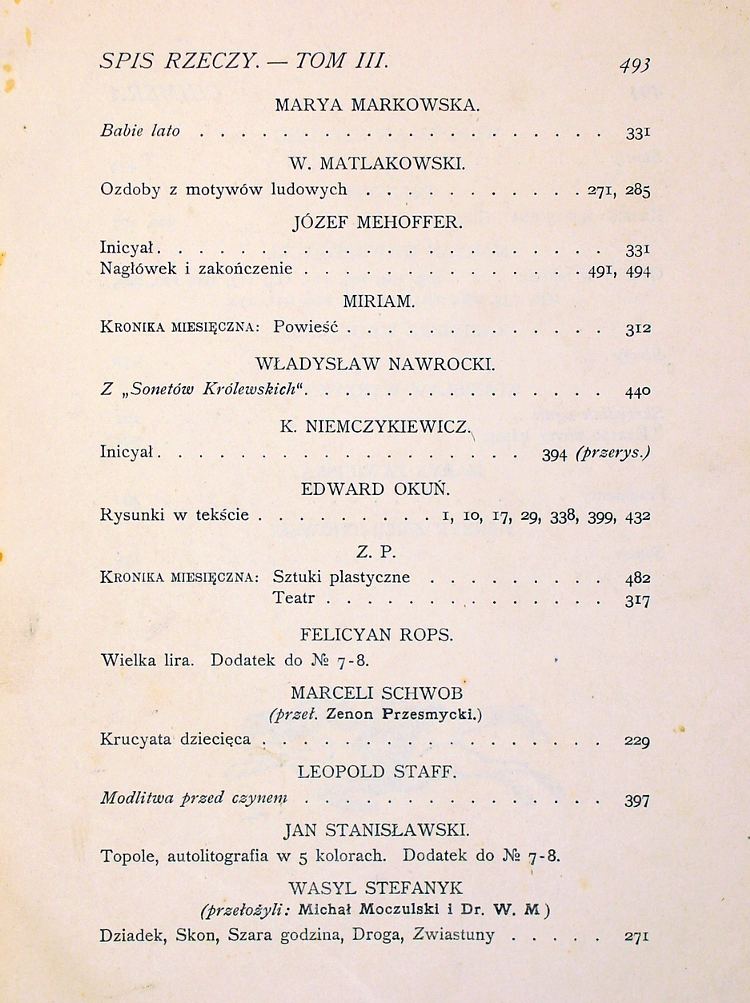 SPIS RZECZY. — TOM III. 493
MARYA MARKOWSKA.
Babie lato . . . . . . . . . . . . . . . . . . . . 331
W. MATLAKOWSKI.
Ozdoby z motywów ludowych . . . . . . . . . . . 271, 285
JÓZEF MEHOFFER.
Inicyał. . . . . . . . . . . . . . . . . . . . . . 331
Nagłówek i zakończenie . . . . . . . . . . . . . . 491, 494
MIRIAM.
KRONIKA MIESIĘCZNA: Powieść . . . . . . . . . . . . . 312
WŁADYSŁAW NAWROCKI.
Z „Sonetów Królewskich“. . . . . . . . . . . . . . . 440
K. NIEMCZYKIEWICZ.
Inicyał. . . . . . . . . . . . . . . . . . . 394 (przerys.)
EDWARD OKUŃ.
Rysunki w tekście . . . . . . . . . 1, 10, 17, 29, 338, 399, 432
Z. P.
KRONIKA MIESIĘCZNA: Sztuki plastyczne . . . . . . . . . 482
Teatr . . . . . . . . . . . . . . 317
FELICYAN ROPS.
Wielka lira. Dodatek do № 7-8.
MARCELI SCHWOB
(przeł. Zenon Przesmycki.)
Krucyata dziecięca . . . . . . . . . . . . . . . . . 229
LEOPOLD STAFF.
Modlitwa przed czynem . . . . . . . . . . . . . . . 397
JAN STANISŁAWSKI.
Topole, autolitografia w 5 kolorach. Dodatek do № 7-8.
WASYL STEFANYK
(przełożyli: Michał Moczulski i Dr. W. M)
Dziadek, Skon, Szara godzina, Droga, Zwiastuny . . . . . 271